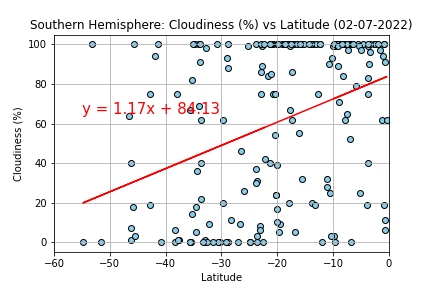 Southern Hemisphere: Cloudiness (%) vs Latitude (02-07-2022)
100
80
60
40
20
0
y = 1.17x + 84.13
Cloudiness (%)
−60 −50 −40 −30 −20 −10 0
Latitude